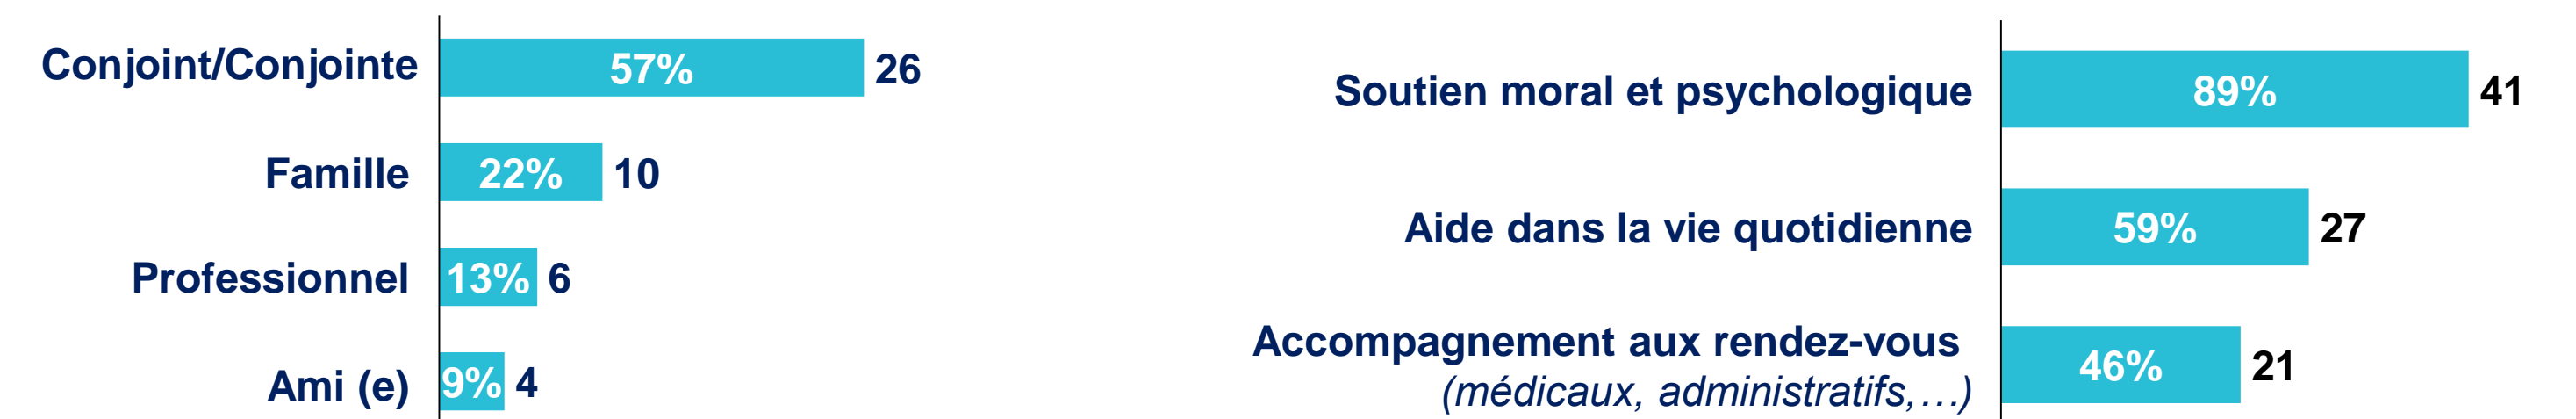 Conjoint/Conjointe 57% 26
Famille 22% 10
Professionnel 13% 6
Ami (e) 9% 4
Soutien moral et psychologique 89% 41
Aide dans la vie quotidienne 59% 27
Accompagnement aux rendez-vous
(médicaux, administratifs,…) 46% 21